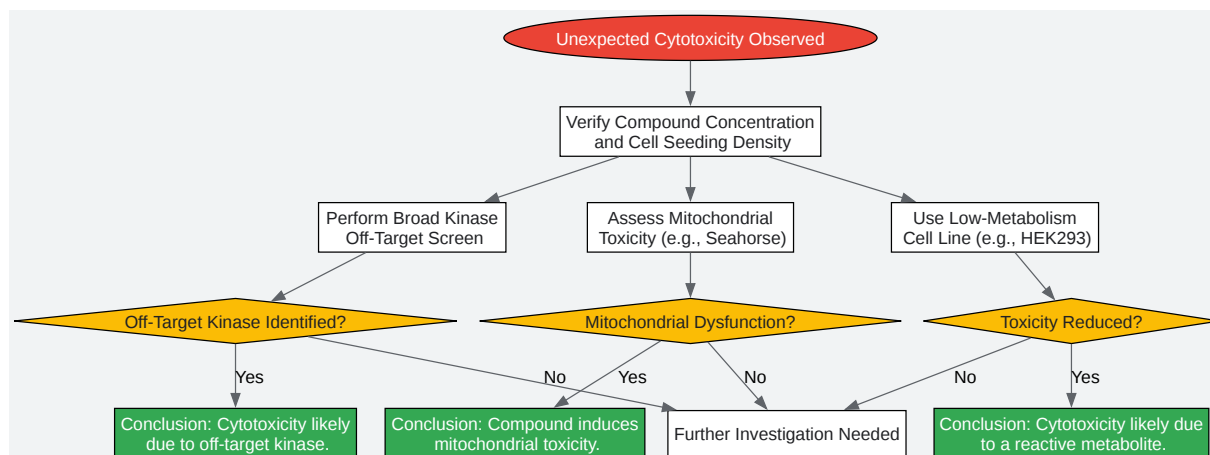 Unexpected Cytotoxicity Observed
Verify Compound Concentration
and Cell Seeding Density
Perform Broad Kinase
Off-Target Screen
Assess Mitochondrial
Toxicity (e.g., Seahorse)
Use Low-Metabolism
Cell Line (e.g., HEK293)
Off-Target Kinase Identified?
Mitochondrial Dysfunction?
Toxicity Reduced?
Yes
No
Yes
No
No
Yes
Conclusion: Cytotoxicity likely
due to off-target kinase.
Conclusion: Compound induces
mitochondrial toxicity.
Further Investigation Needed
Conclusion: Cytotoxicity likely due
to a reactive metabolite.